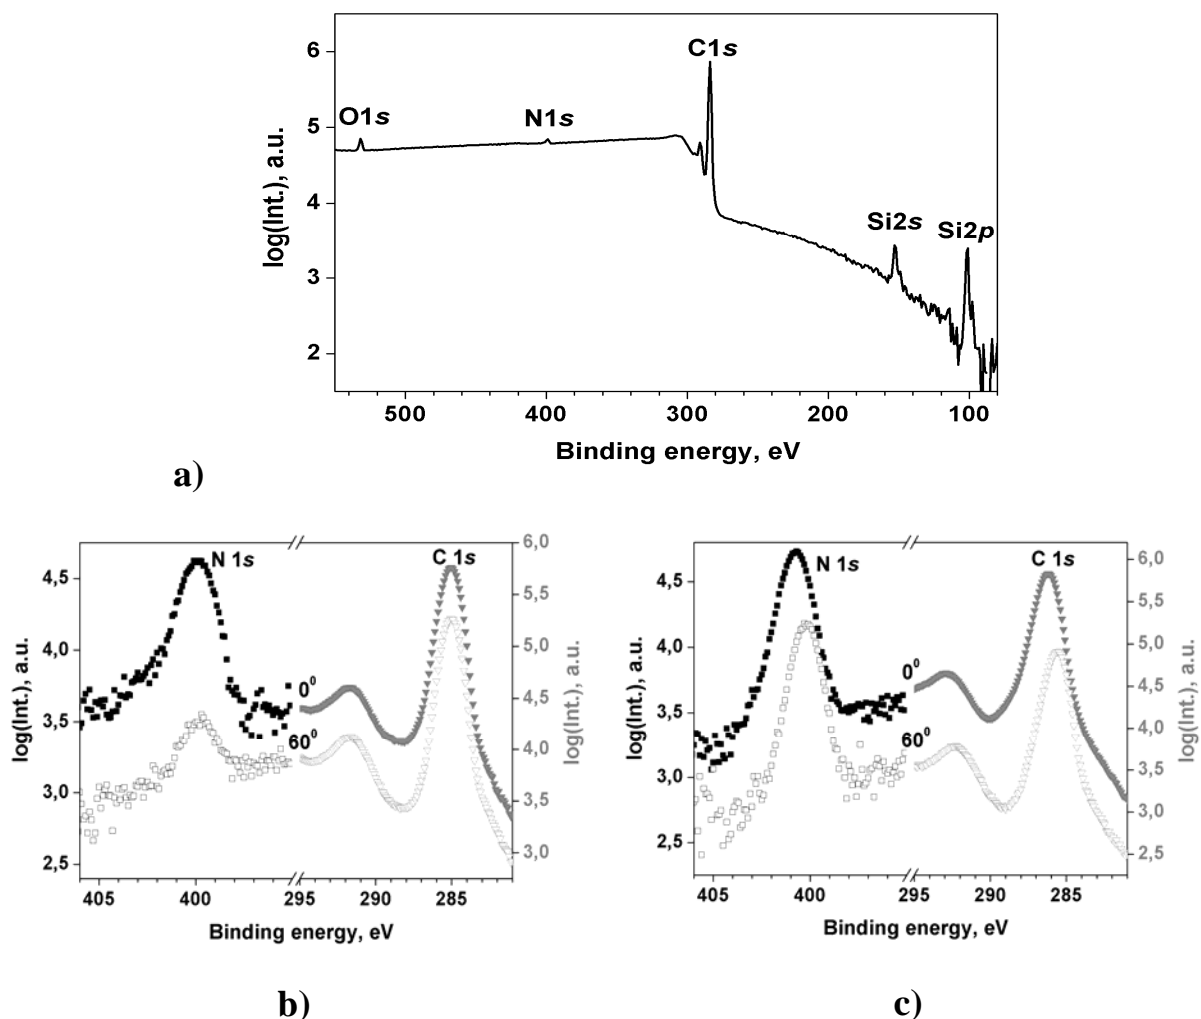 6
5
4
3
2
log(Int.), a.u.
O1s
N1s
C1s
Si2s
Si2p
500 400 300 200 100
Binding energy, eV
a)
4,5
4,0
3,5
3,0
2,5
log(Int.), a.u.
N 1s
C 1s
0⁰
60⁰
6,0
5,5
5,0
4,5
4,0
3,5
3,0
log(Int.), a.u.
405 400 295 290 285
Binding energy, eV
b)
4,5
4,0
3,5
3,0
2,5
log(Int.), a.u.
N 1s
C 1s
0⁰
60⁰
6,0
5,5
5,0
4,5
4,0
3,5
3,0
2,5
log(Int.), a.u.
405 400 295 290 285
Binding energy, eV
c)